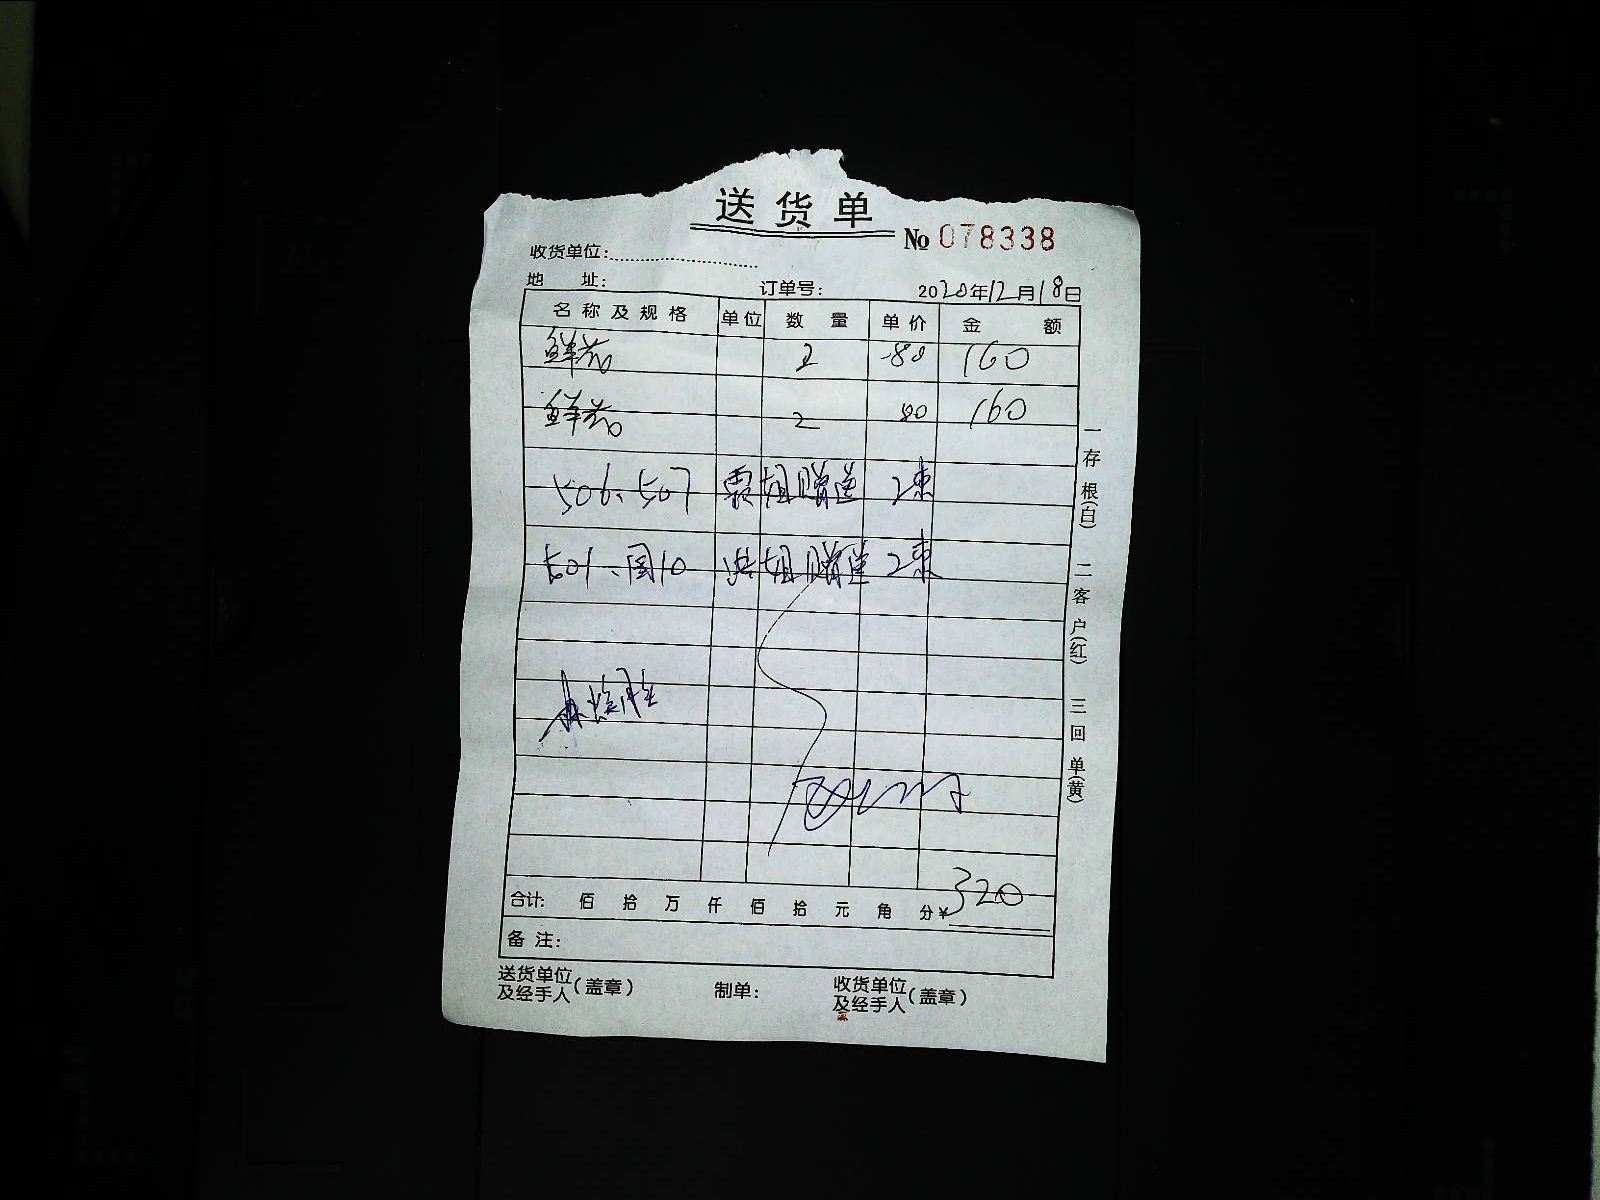 送货单
№ 078338
收货单位:
地 址: 订单号: 2020年12月18日
名称及规格 单位 数量 单价 金额
鲜花 2 80 160
鲜花 2 80 160
506、507 霞姐赠送 2束
501、国10 洪姐赠送 2束
合计: 佰 拾 万 仟 佰 拾 元 角 分 ¥320
备注:
送货单位及经手人(盖章) 制单: 收货单位及经手人(盖章)
一存根(白) 二客户(红) 三回单(黄)